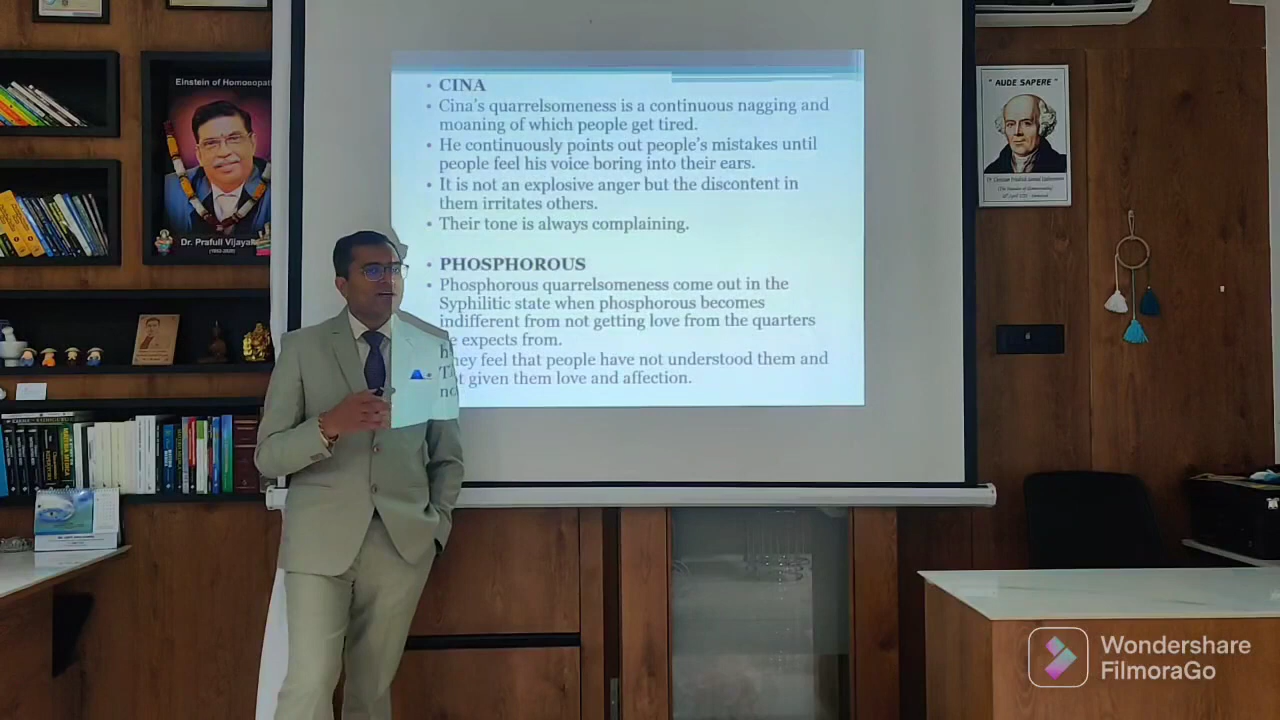 Einstein of Homoeopat
Dr. Prafull Vijay
• CINA
• Cina's quarrelsomeness is a continuous nagging and
moaning of which people get tired.
• He continuously points out people's mistakes until
people feel his voice boring into their ears.
• It is not an explosive anger but the discontent in
them irritates others.
• Their tone is always complaining.
• PHOSPHOROUS
• Phosphorous quarrelsomeness come out in the
Syphilitic state when phosphorous becomes
indifferent from not getting love from the quarters
he expects from.
• They feel that people have not understood them and
not given them love and affection.
" AUDE SAPERE "
Wondershare
FilmoraGo